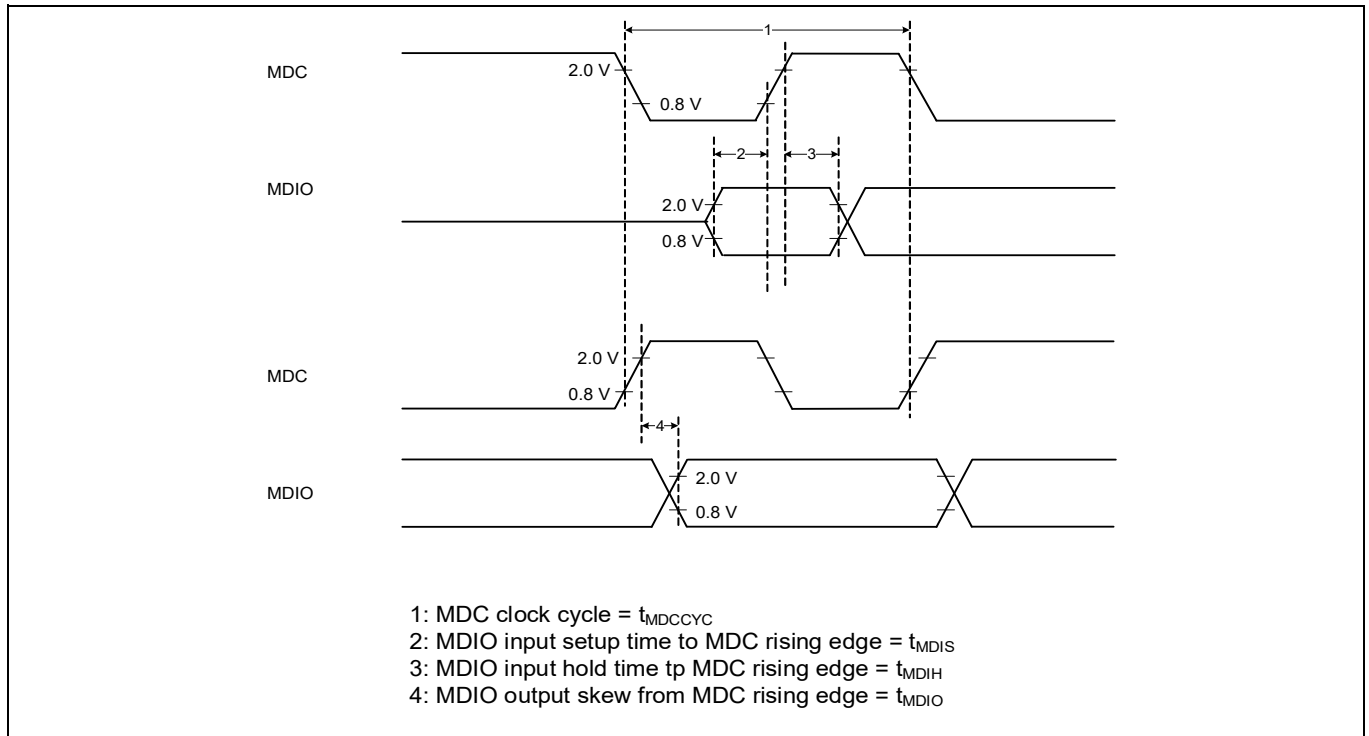 1
MDC
2.0 V
0.8 V
2
3
MDIO
2.0 V
0.8 V
2.0 V
MDC
0.8 V
4
2.0 V
MDIO
0.8 V
1: MDC clock cycle = tMDCCYC
2: MDIO input setup time to MDC rising edge = tMDIS
3: MDIO input hold time tp MDC rising edge = tMDIH
4: MDIO output skew from MDC rising edge = tMDIO